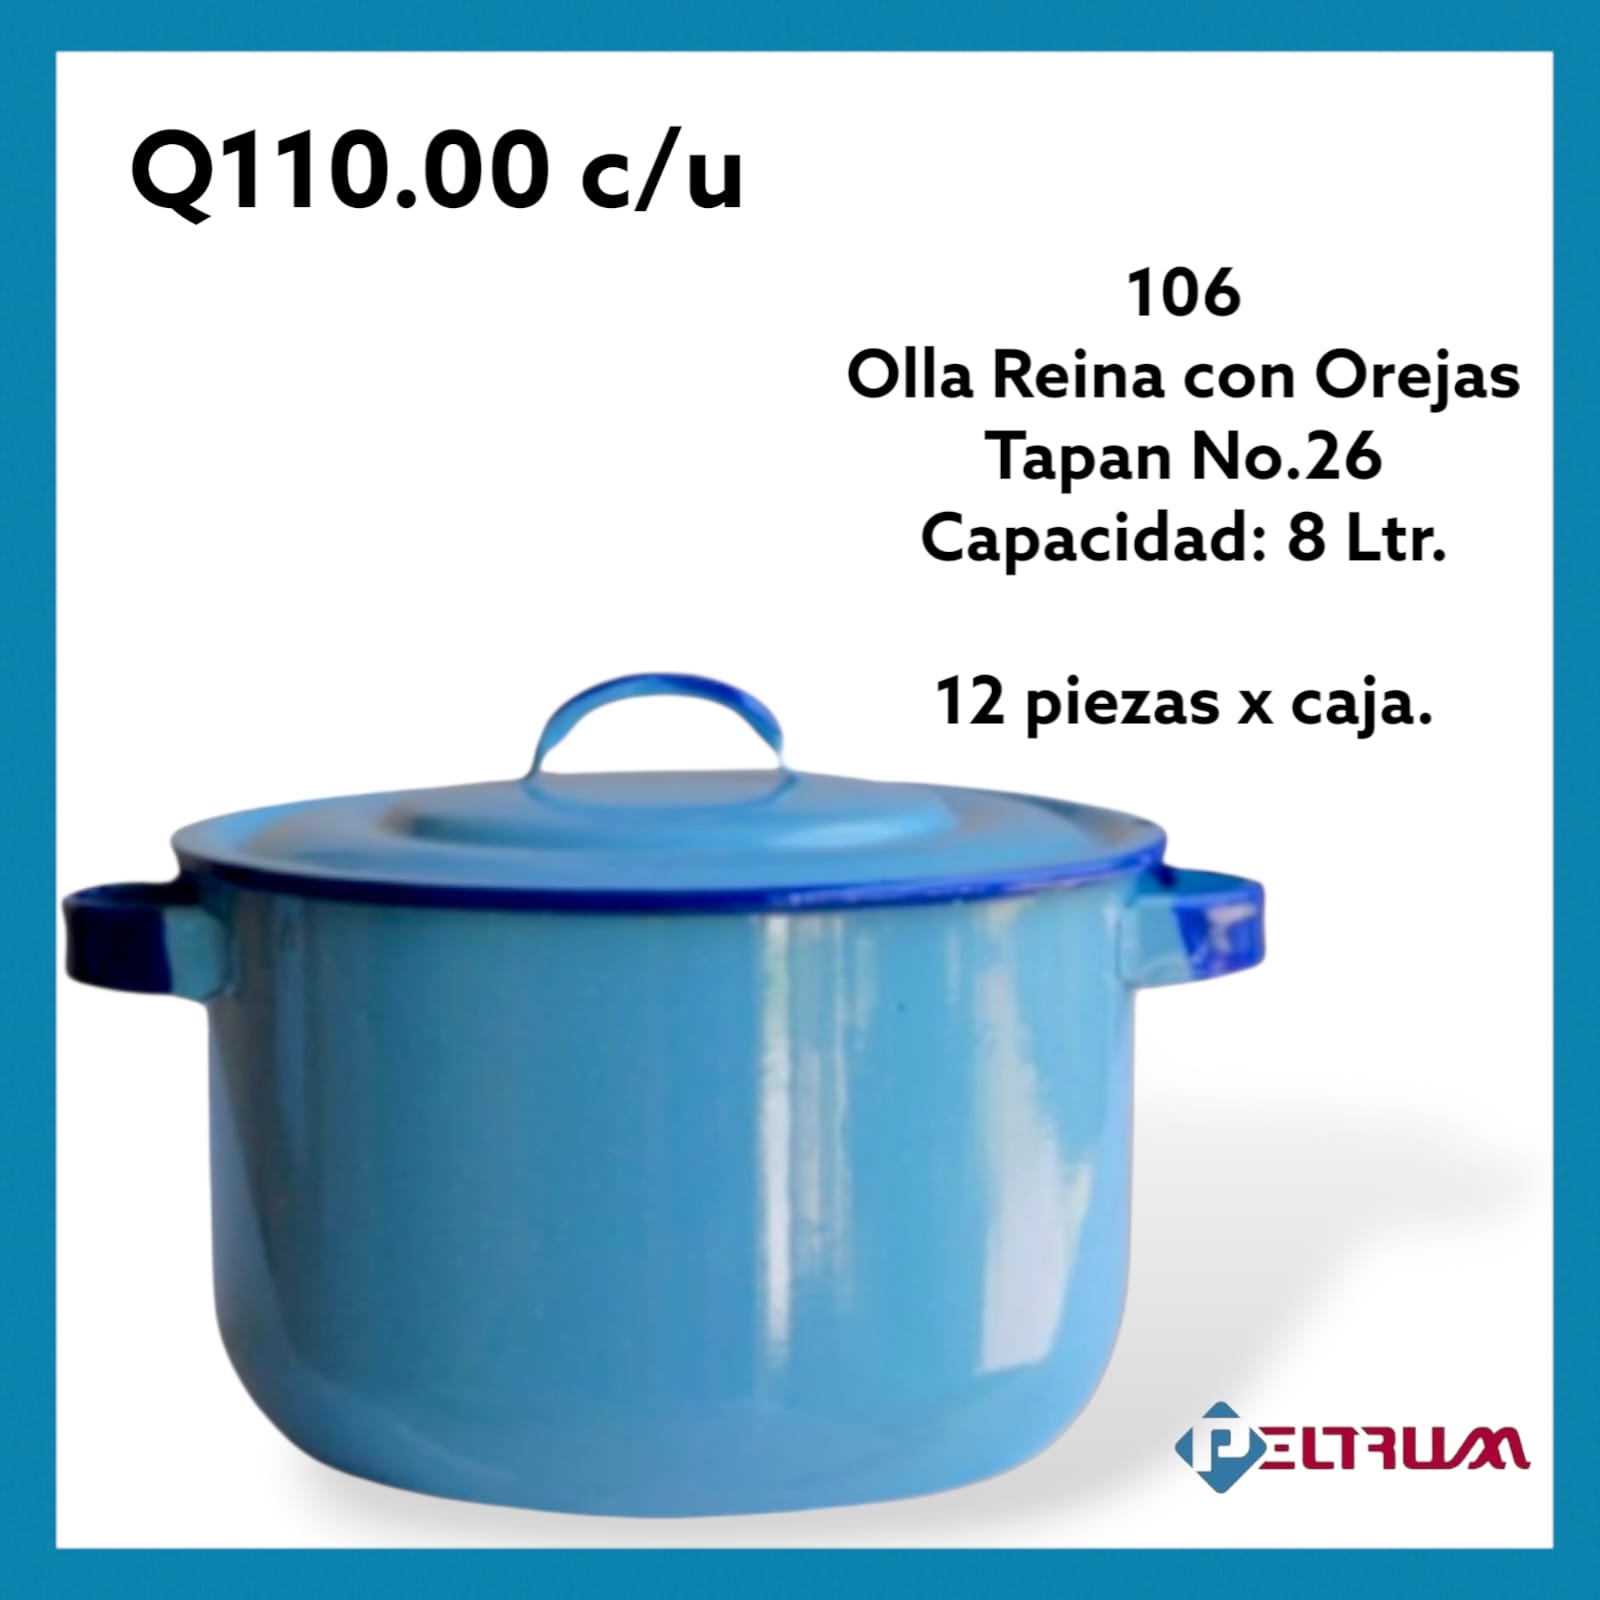 Q110.00 c/u
106
Olla Reina con Orejas
Tapan No.26
Capacidad: 8 Ltr.
12 piezas x caja.
PELTRUM